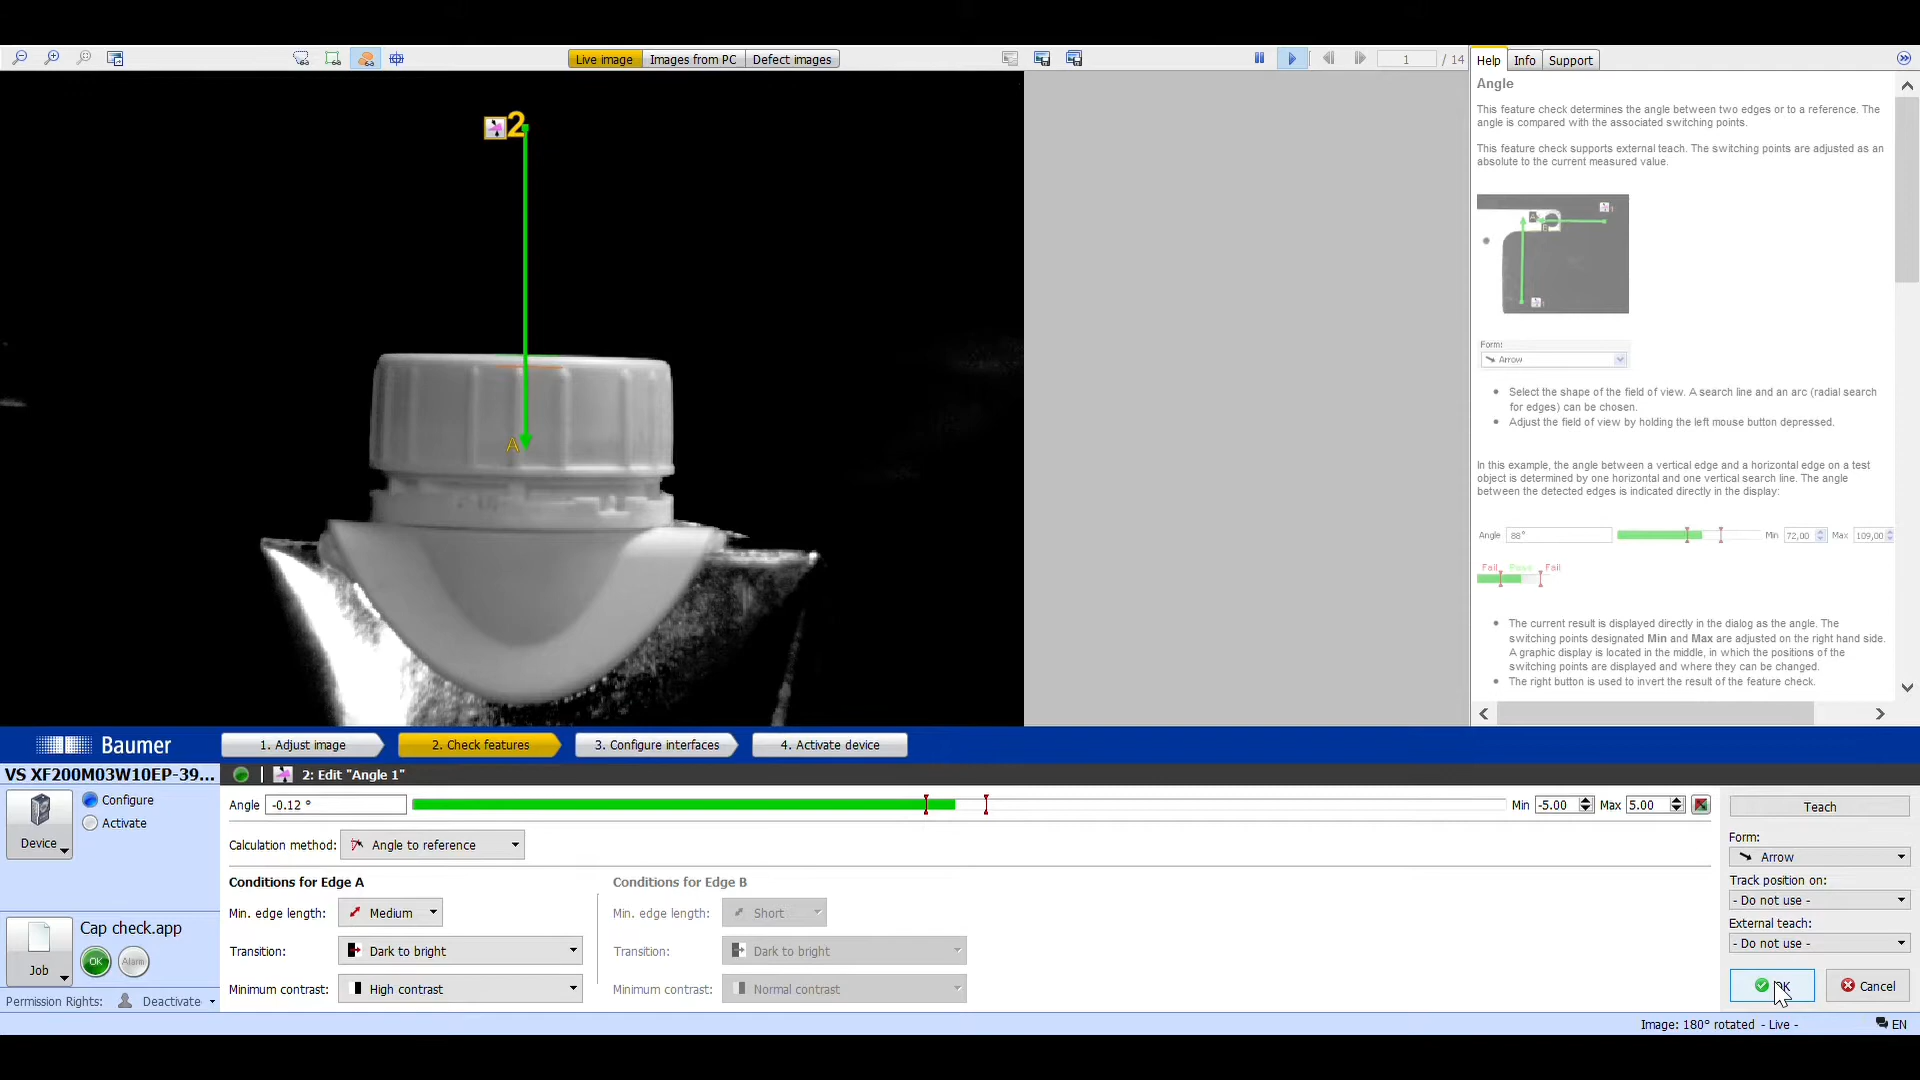 Live image
Images from PC
Defect images
1
/ 14
Help
Info
Support
Angle
This feature check determines the angle between two edges or to a reference. The
angle is compared with the associated switching points.
This feature check supports external teach. The switching points are adjusted as an
absolute to the current measured value.
Form:
Arrow
Select the shape of the field of view. A search line and an arc (radial search
for edges) can be chosen.
Adjust the field of view by holding the left mouse button depressed.
In this example, the angle between a vertical edge and a horizontal edge on a test
object is determined by one horizontal and one vertical search line. The angle
between the detected edges is indicated directly in the display:
Angle 88° Min 72,00 Max 109,00
Fail Pass Fail
The current result is displayed directly in the dialog as the angle. The
switching points designated Min and Max are adjusted on the right hand side.
A graphic display is located in the middle, in which the positions of the
switching points are displayed and where they can be changed.
The right button is used to invert the result of the feature check.
2
A
Baumer
1. Adjust image
2. Check features
3. Configure interfaces
4. Activate device
VS XF200M03W10EP-39...
2: Edit "Angle 1"
Device
Configure
Activate
Angle -0.12 °
Min -5.00 Max 5.00
Calculation method: Angle to reference
Conditions for Edge A
Min. edge length: Medium
Transition: Dark to bright
Minimum contrast: High contrast
Conditions for Edge B
Min. edge length: Short
Transition: Dark to bright
Minimum contrast: Normal contrast
Teach
Form:
Arrow
Track position on:
- Do not use -
External teach:
- Do not use -
Cancel
Job
Cap check.app
OK
Alarm
Permission Rights: Deactivate
Image: 180° rotated - Live -
EN